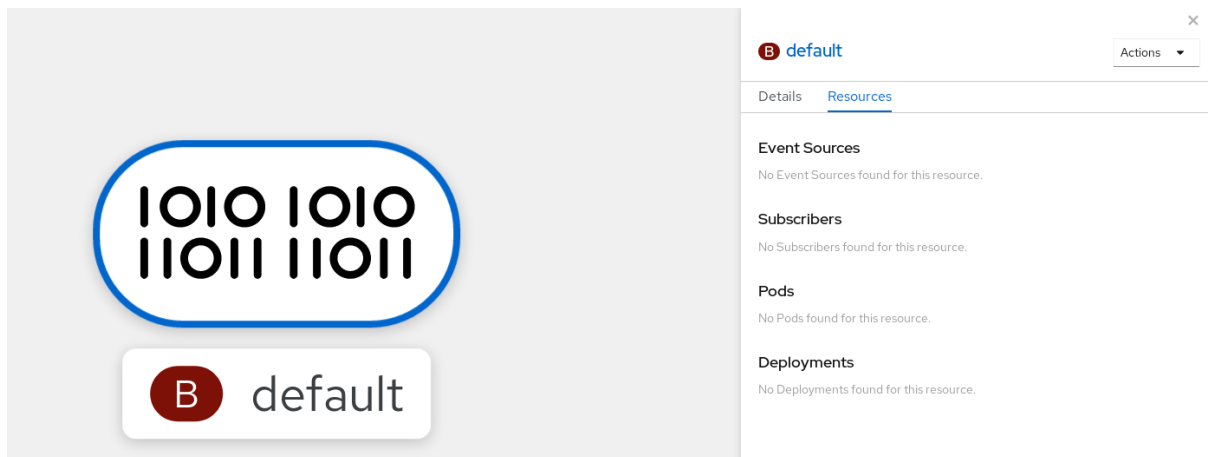 1010 1010
11011 11011
B default
×
B default
Actions
Details Resources
Event Sources
No Event Sources found for this resource.
Subscribers
No Subscribers found for this resource.
Pods
No Pods found for this resource.
Deployments
No Deployments found for this resource.